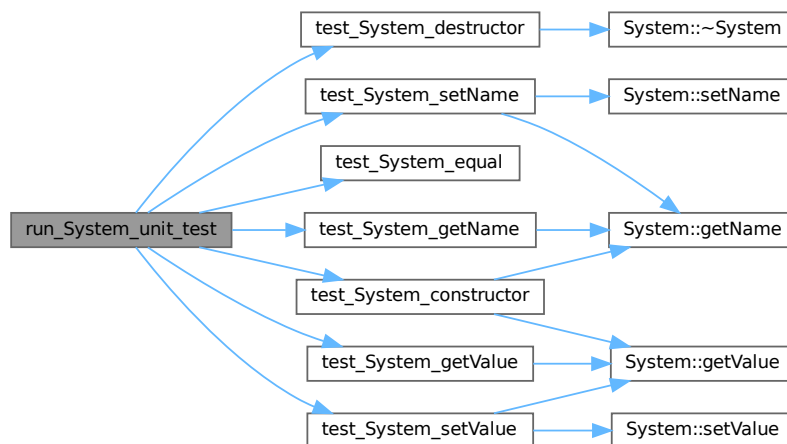 test_System_destructor
System::~System
test_System_setName
System::setName
test_System_equal
run_System_unit_test
test_System_getName
System::getName
test_System_constructor
test_System_getValue
System::getValue
test_System_setValue
System::setValue